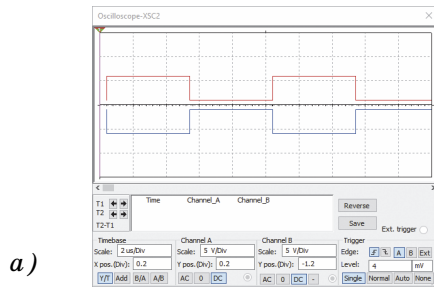 Oscilloscope-XSC2
T1
T2
T2-T1
Time Channel_A Channel_B
Reverse
Save
Ext. trigger
Timebase
Scale: 2 us/Div
X pos.(Div): 0.2
Y/T Add B/A A/B
Channel A
Scale: 5 V/Div
Y pos.(Div): 0.2
AC 0 DC
Channel B
Scale: 5 V/Div
Y pos.(Div): -1.2
AC 0 DC -
Trigger
Edge: A B Ext
Level: 4 mV
Single Normal Auto None
a)